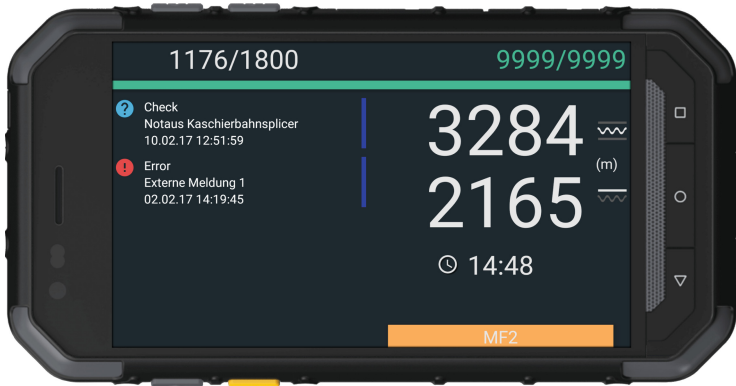 1176/1800
9999/9999
Check
Notaus Kaschierbahnsplicer
10.02.17 12:51:59
Error
Externe Meldung 1
02.02.17 14:19:45
3284
(m)
2165
14:48
MF2